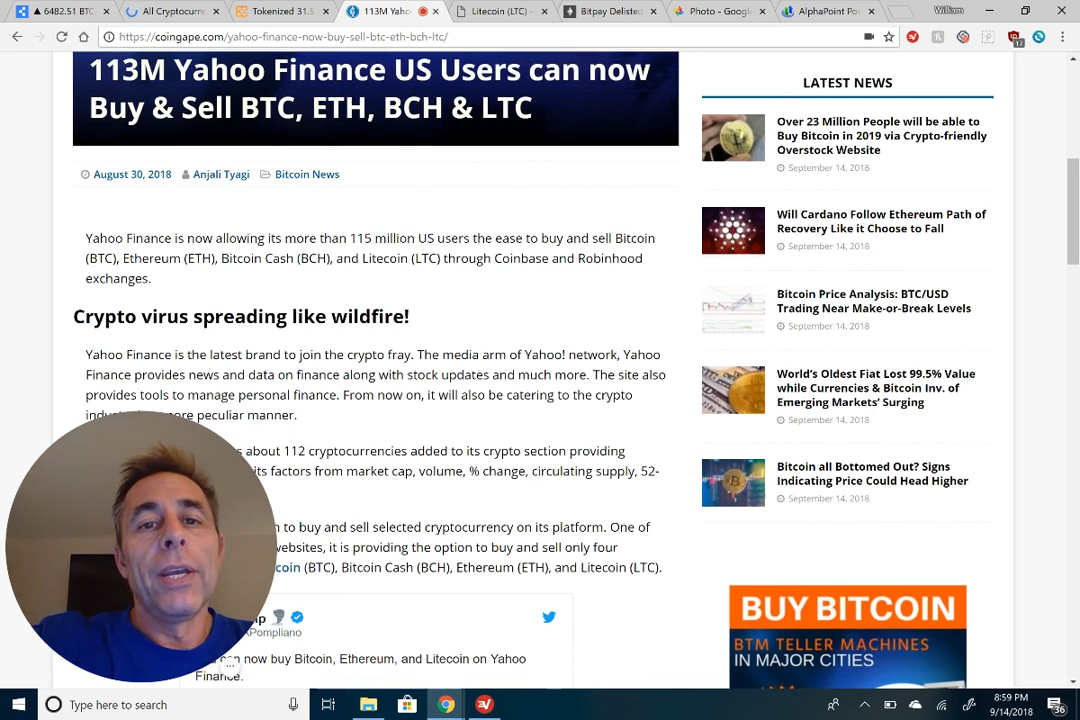 6482.51 BTC
All Cryptocurre
Tokenized 31.5
113M Yaho
Litecoin (LTC) –
Bitpay Delisted
Photo - Googl
AlphaPoint Pow
William
https://coingape.com/yahoo-finance-now-buy-sell-btc-eth-bch-ltc/
17
113M Yahoo Finance US Users can now
Buy & Sell BTC, ETH, BCH & LTC
August 30, 2018 Anjali Tyagi Bitcoin News
Yahoo Finance is now allowing its more than 115 million US users the ease to buy and sell Bitcoin
(BTC), Ethereum (ETH), Bitcoin Cash (BCH), and Litecoin (LTC) through Coinbase and Robinhood
exchanges.
Crypto virus spreading like wildfire!
Yahoo Finance is the latest brand to join the crypto fray. The media arm of Yahoo! network, Yahoo
Finance provides news and data on finance along with stock updates and much more. The site also
provides tools to manage personal finance. From now on, it will also be catering to the crypto
peculiar manner.
about 112 cryptocurrencies added to its crypto section providing
its factors from market cap, volume, % change, circulating supply, 52-
to buy and sell selected cryptocurrency on its platform. One of
it is providing the option to buy and sell only four
(BTC), Bitcoin Cash (BCH), Ethereum (ETH), and Litecoin (LTC).
APompliano
now buy Bitcoin, Ethereum, and Litecoin on Yahoo
Finance.
LATEST NEWS
Over 23 Million People will be able to
Buy Bitcoin in 2019 via Crypto-friendly
Overstock Website
September 14, 2018
Will Cardano Follow Ethereum Path of
Recovery Like it Choose to Fall
September 14, 2018
Bitcoin Price Analysis: BTC/USD
Trading Near Make-or-Break Levels
September 14, 2018
World's Oldest Fiat Lost 99.5% Value
while Currencies & Bitcoin Inv. of
Emerging Markets' Surging
September 14, 2018
Bitcoin all Bottomed Out? Signs
Indicating Price Could Head Higher
September 14, 2018
BUY BITCOIN
BTM TELLER MACHINES
IN MAJOR CITIES
Type here to search
8:59 PM
9/14/2018
36